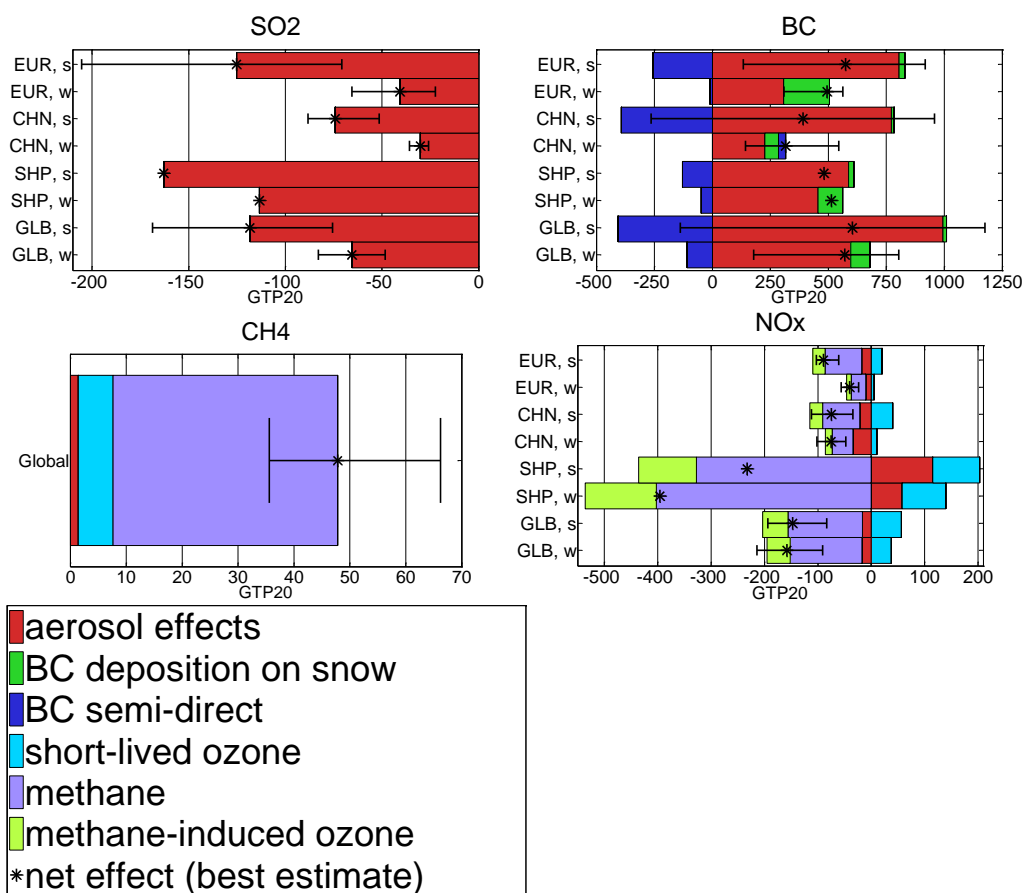 SO2
EUR, s
EUR, w
CHN, s
CHN, w
SHP, s
SHP, w
GLB, s
GLB, w
-200 -150 -100 -50 0
GTP20
BC
EUR, s
EUR, w
CHN, s
CHN, w
SHP, s
SHP, w
GLB, s
GLB, w
-500 -250 0 250 500 750 1000 1250
GTP20
CH4
Global
0 10 20 30 40 50 60 70
GTP20
NOx
EUR, s
EUR, w
CHN, s
CHN, w
SHP, s
SHP, w
GLB, s
GLB, w
-500 -400 -300 -200 -100 0 100 200
GTP20
aerosol effects
BC deposition on snow
BC semi-direct
short-lived ozone
methane
methane-induced ozone
net effect (best estimate)